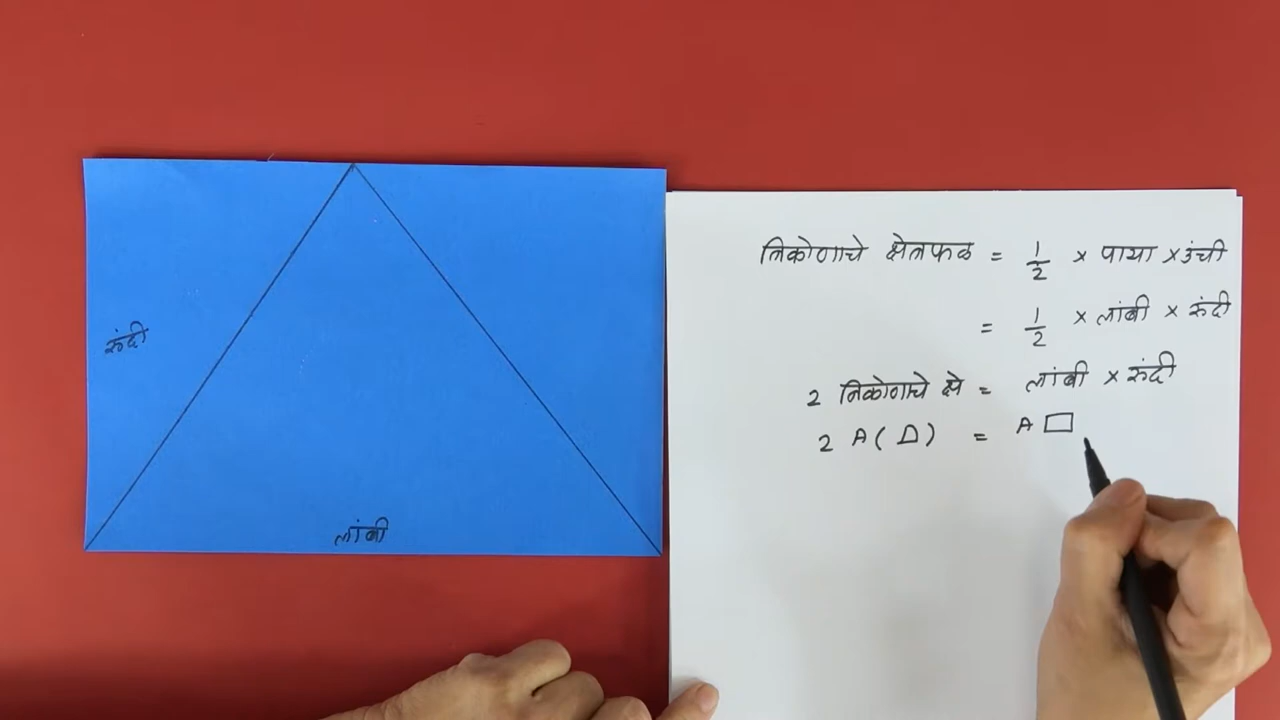 रुंदी
लांबी
त्रिकोणाचे क्षेत्रफळ = 1/2 × पाया × उंची
= 1/2 × लांबी × रुंदी
2 त्रिकोणाचे क्षे = लांबी × रुंदी
2 A(△) = A▭